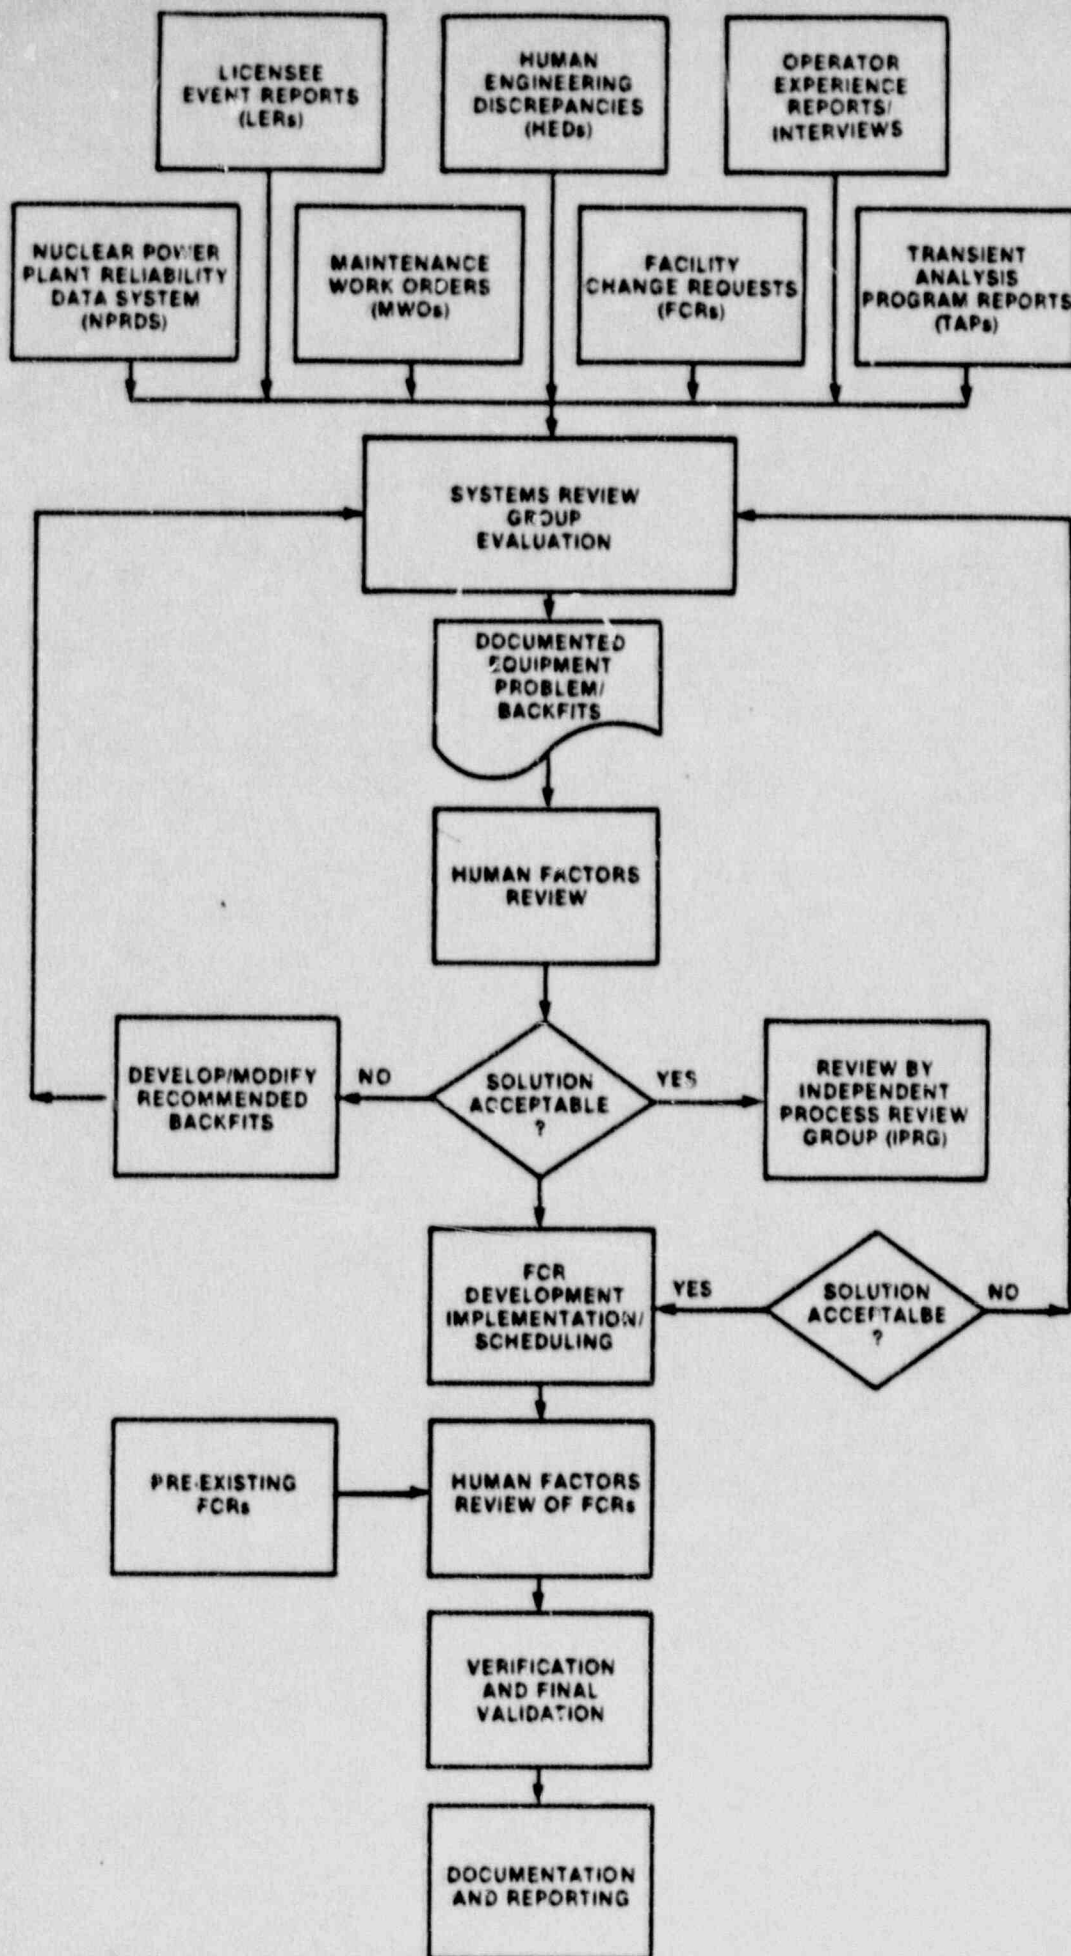 LICENSEE
EVENT REPORTS
(LERs)
HUMAN
ENGINEERING
DISCREPANCIES
(HEDs)
OPERATOR
EXPERIENCE
REPORTS/
INTERVIEWS
NUCLEAR POWER
PLANT RELIABILITY
DATA SYSTEM
(NPRDS)
MAINTENANCE
WORK ORDERS
(MWOs)
FACILITY
CHANGE REQUESTS
(FCRs)
TRANSIENT
ANALYSIS
PROGRAM REPORTS
(TAPs)
SYSTEMS REVIEW
GROUP
EVALUATION
DOCUMENTED
EQUIPMENT
PROBLEM/
BACKFITS
HUMAN FACTORS
REVIEW
DEVELOP/MODIFY
RECOMMENDED
BACKFITS
NO
SOLUTION
ACCEPTABLE
?
YES
REVIEW BY
INDEPENDENT
PROCESS REVIEW
GROUP (IPRG)
FCR
DEVELOPMENT
IMPLEMENTATION/
SCHEDULING
YES
SOLUTION
ACCEPTALBE
?
NO
PRE-EXISTING
FCRs
HUMAN FACTORS
REVIEW OF FCRs
VERIFICATION
AND FINAL
VALIDATION
DOCUMENTATION
AND REPORTING